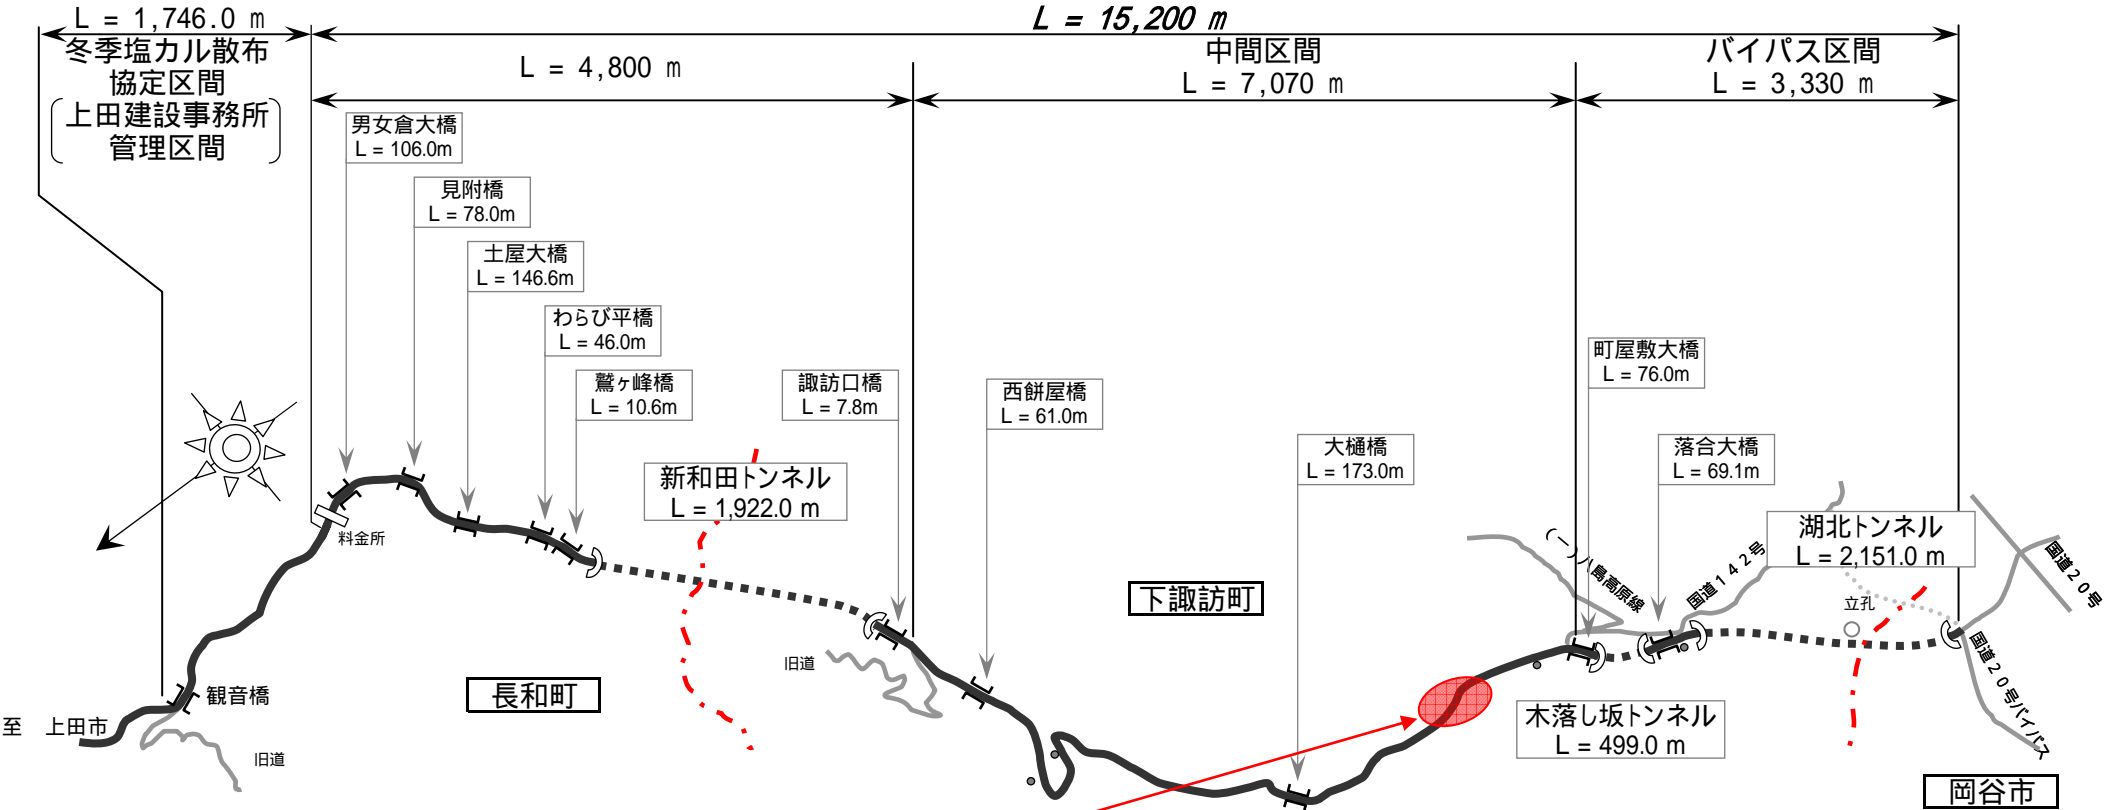 L = 1,746.0 m
L = 15,200 m
冬季塩カル散布
協定区間
上田建設事務所
管理区間
L = 4,800 m
中間区間
L = 7,070 m
バイパス区間
L = 3,330 m
男女倉大橋
L = 106.0m
見附橋
L = 78.0m
土屋大橋
L = 146.6m
わらび平橋
L = 46.0m
鷲ヶ峰橋
L = 10.6m
新和田トンネル
L = 1,922.0 m
諏訪口橋
L = 7.8m
西餅屋橋
L = 61.0m
大樋橋
L = 173.0m
町屋敷大橋
L = 76.0m
落合大橋
L = 69.1m
湖北トンネル
L = 2,151.0 m
料金所
(一)八島高原線
国道142号
国道20号
立孔
下諏訪町
旧道
国道20号バイパス
長和町
観音橋
至 上田市
旧道
木落し坂トンネル
L = 499.0 m
岡谷市